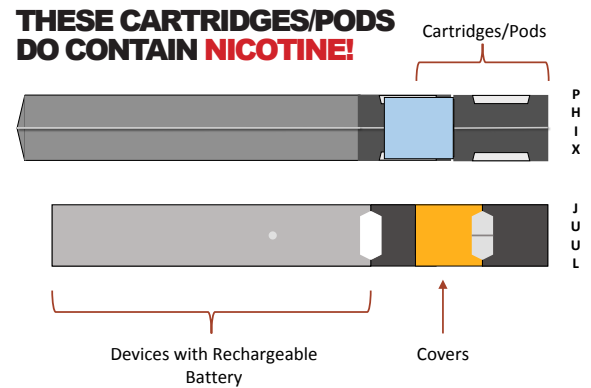 THESE CARTRIDGES/PODS
DO CONTAIN NICOTINE!
Cartridges/Pods
P
H
I
X
J
U
U
L
Devices with Rechargeable
Battery
Covers